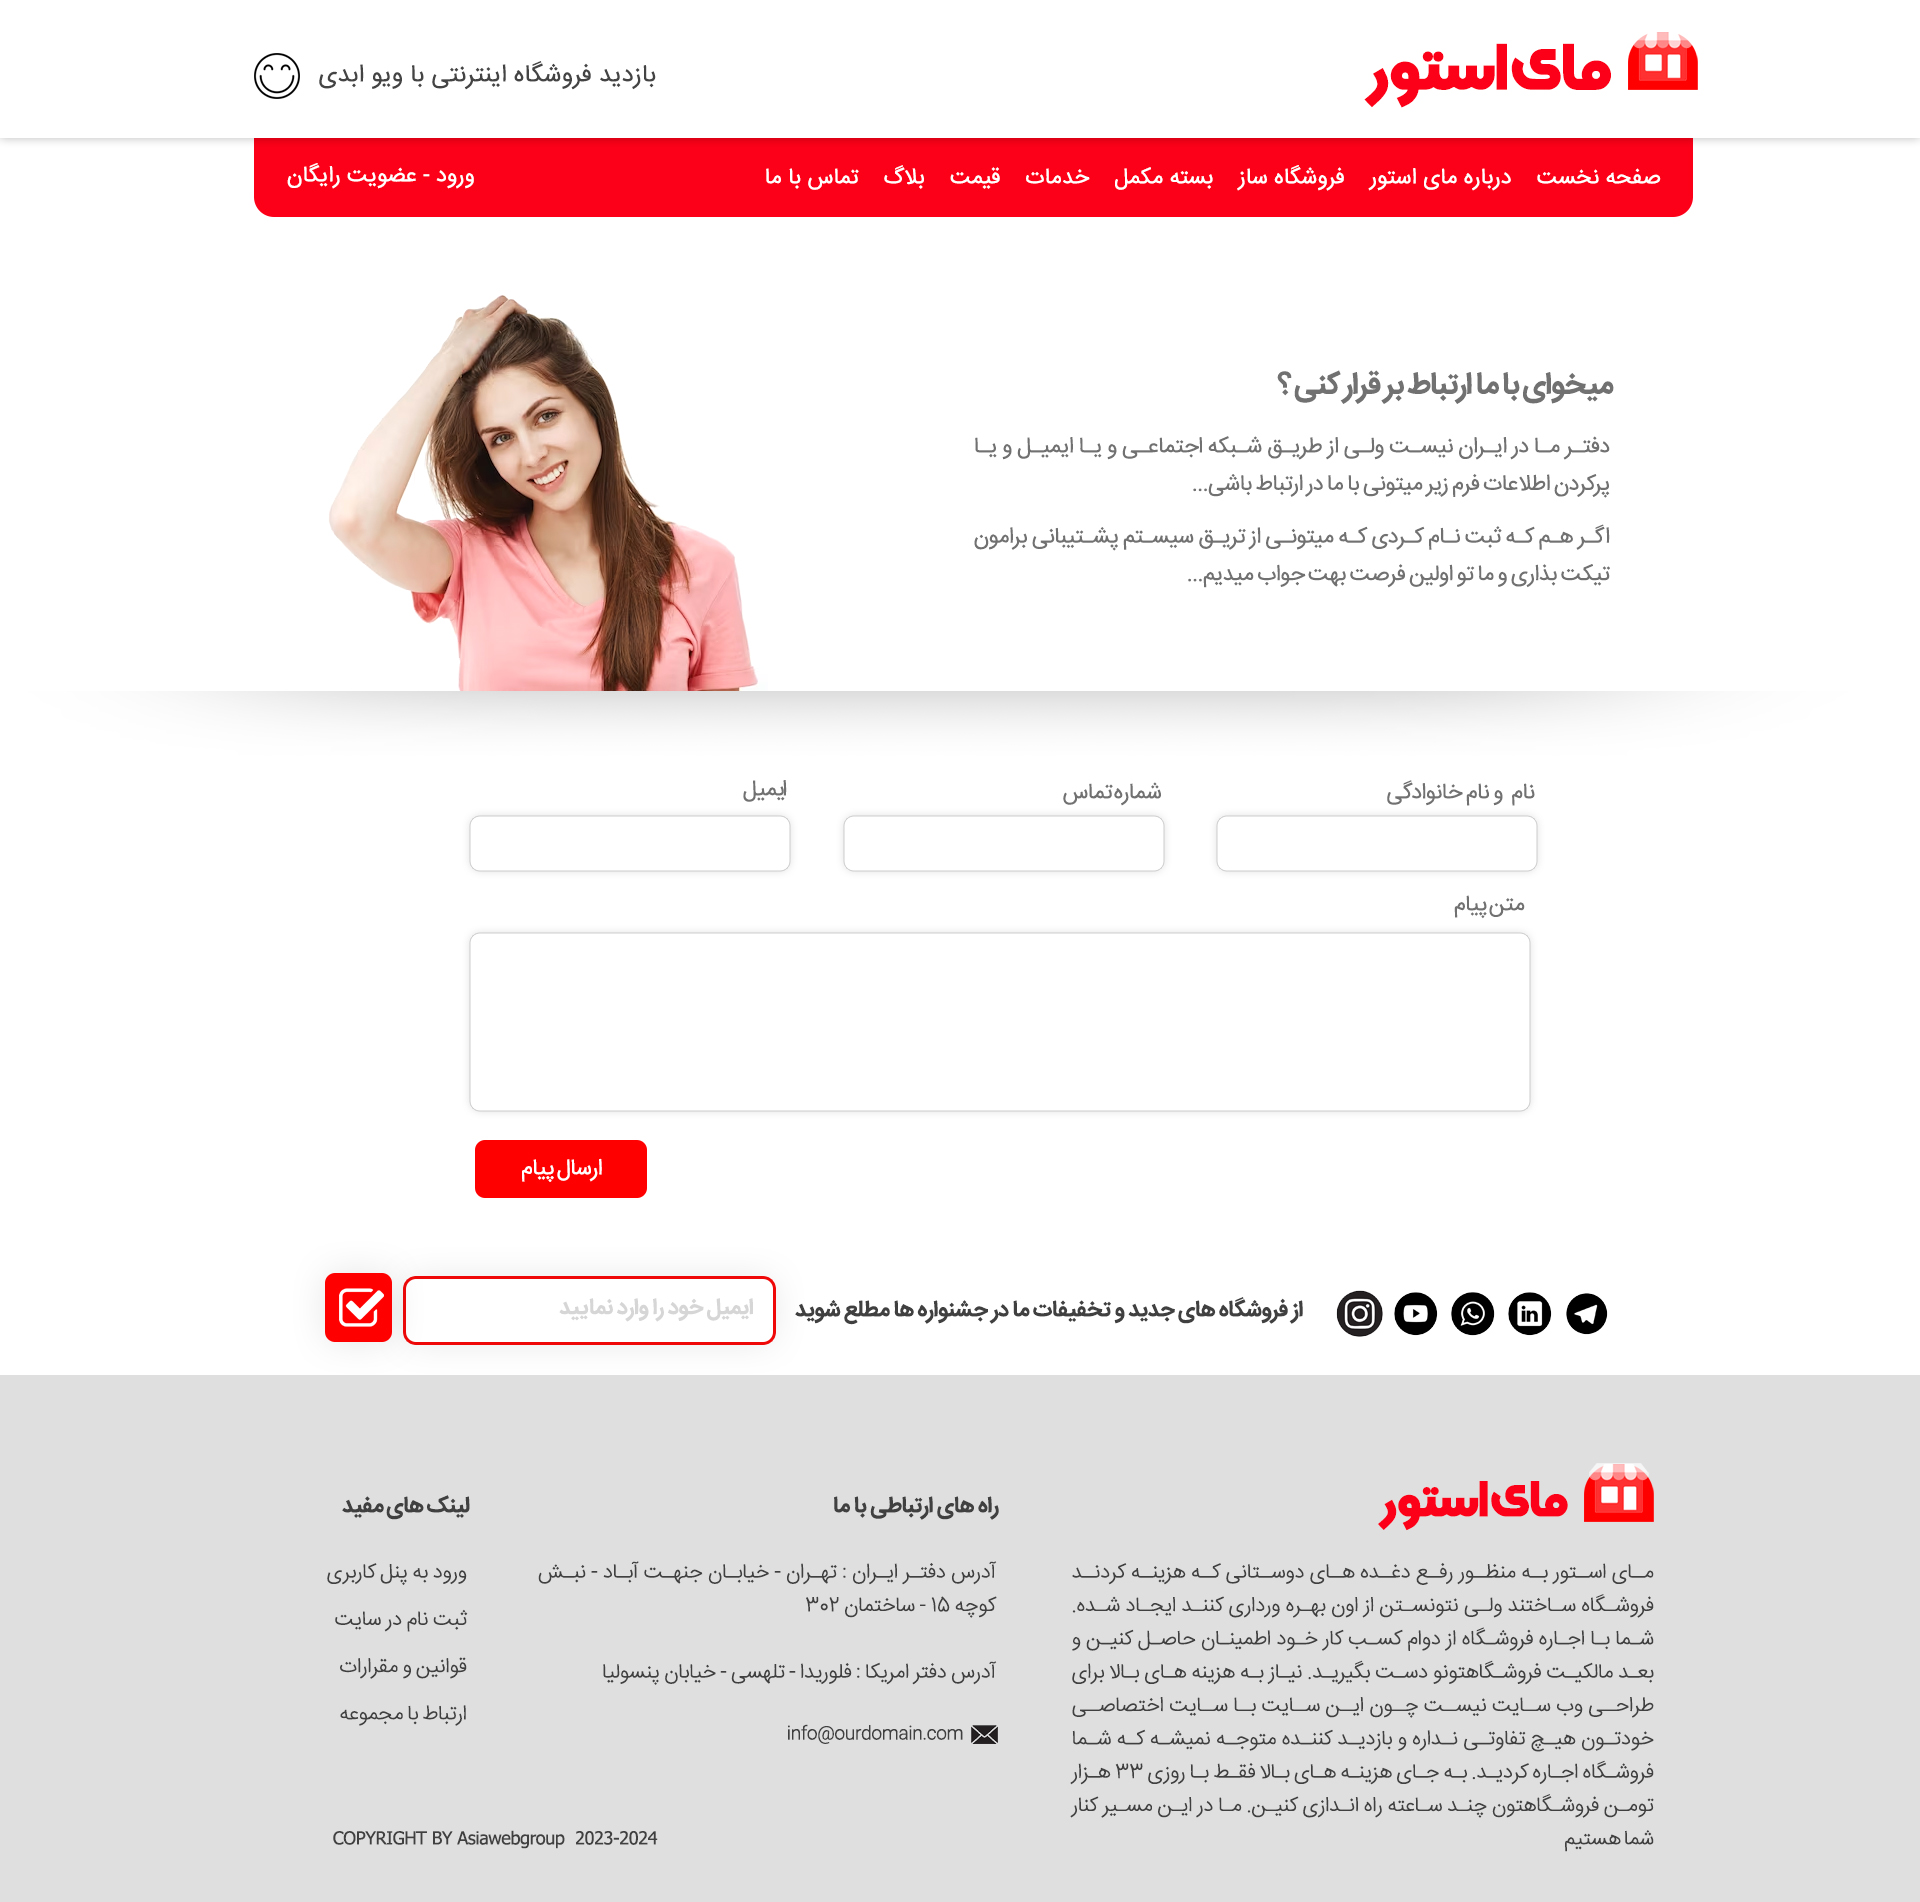 مای استور
بازدید فروشگاه اینترنتی با ویو ابدی
صفحه نخست
درباره مای استور
فروشگاه ساز
بسته مکمل
خدمات
قیمت
بلاگ
تماس با ما
ورود - عضویت رایگان
میخوای با ما ارتباط بر قرار کنی ؟
دفتر ما در ایران نیست ولی از طریق شبکه اجتماعی و یا ایمیل و یا
پرکردن اطلاعات فرم زیر میتونی با ما در ارتباط باشی...
اگر هم که ثبت نام کردی که میتونی از تریق سیستم پشتیبانی برامون
تیکت بذاری و ما تو اولین فرصت بهت جواب میدیم...
نام و نام خانوادگی
شماره تماس
ایمیل
متن پیام
ارسال پیام
از فروشگاه های جدید و تخفیفات ما در جشنواره ها مطلع شوید
ایمیل خود را وارد نمایید
مای استور
مای استور به منظور رفع دغده های دوستانی که هزینه کردند
فروشگاه ساختند ولی نتونستن از اون بهره ورداری کنند ایجاد شده.
شما با اجاره فروشگاه از دوام کسب کار خود اطمینان حاصل کنین و
بعد مالکیت فروشگاهتونو دست بگیرید. نیاز به هزینه های بالا برای
طراحی وب سایت نیست چون این سایت با سایت اختصاصی
خودتون هیچ تفاوتی نداره و بازدید کننده متوجه نمیشه که شما
فروشگاه اجاره کردید. به جای هزینه های بالا فقط با روزی ۳۳ هزار
تومن فروشگاهتون چند ساعته راه اندازی کنین. ما در این مسیر کنار
شما هستیم
راه های ارتباطی با ما
آدرس دفتر ایران : تهران - خیابان جنهت آباد - نبش
کوچه ۱۵ - ساختمان ۳۰۲
آدرس دفتر امریکا : فلوریدا - تلهسی - خیابان پنسولیا
info@ourdomain.com
لینک های مفید
ورود به پنل کاربری
ثبت نام در سایت
قوانین و مقرارات
ارتباط با مجموعه
COPYRIGHT BY Asiawebgroup 2023-2024